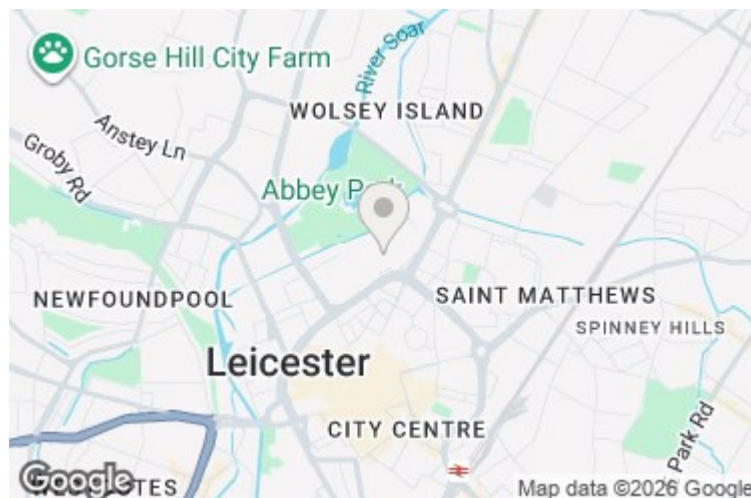 Gorse Hill City Farm
River Soar
WOLSEY ISLAND
Anstey Ln
Groby Rd
Abbey Park
NEWFOUNDPOOL
SAINT MATTHEWS
SPINNEY HILLS
Leicester
CITY CENTRE
Park Rd
Google
Map data ©2026 Google